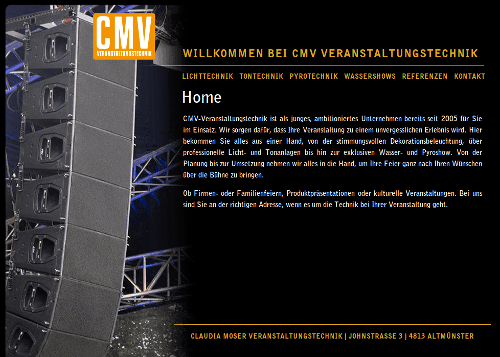 CMV
VERANSTALTUNGSTECHNIK
WILLKOMMEN BEI CMV VERANSTALTUNGSTECHNIK
LICHTTECHNIK TONTECHNIK PYROTECHNIK WASSERSHOWS REFERENZEN KONTAKT
Home
CMV-Veranstaltungstechnik ist als junges, ambitioniertes Unternehmen bereits seit 2005 für Sie
im Einsatz. Wir sorgen dafür, dass Ihre Veranstaltung zu einem unvergesslichen Erlebnis wird. Hier
bekommen Sie alles aus einer Hand, von der stimmungsvollen Dekorationsbeleuchtung, über
professionelle Licht- und Tonanlagen bis hin zur exklusiven Wasser- und Pyroshow. Von der
Planung bis zur Umsetzung nehmen wir alles in die Hand, um Ihre Feier ganz nach Ihren Wünschen
über die Bühne zu bringen.
Ob Firmen- oder Familienfeiern, Produktpräsentationen oder kulturelle Veranstaltungen. Bei uns
sind Sie an der richtigen Adresse, wenn es um die Technik bei Ihrer Veranstaltung geht.
CLAUDIA MOSER VERANSTALTUNGSTECHNIK | JOHNSTRASSE 3 | 4813 ALTMÜNSTER